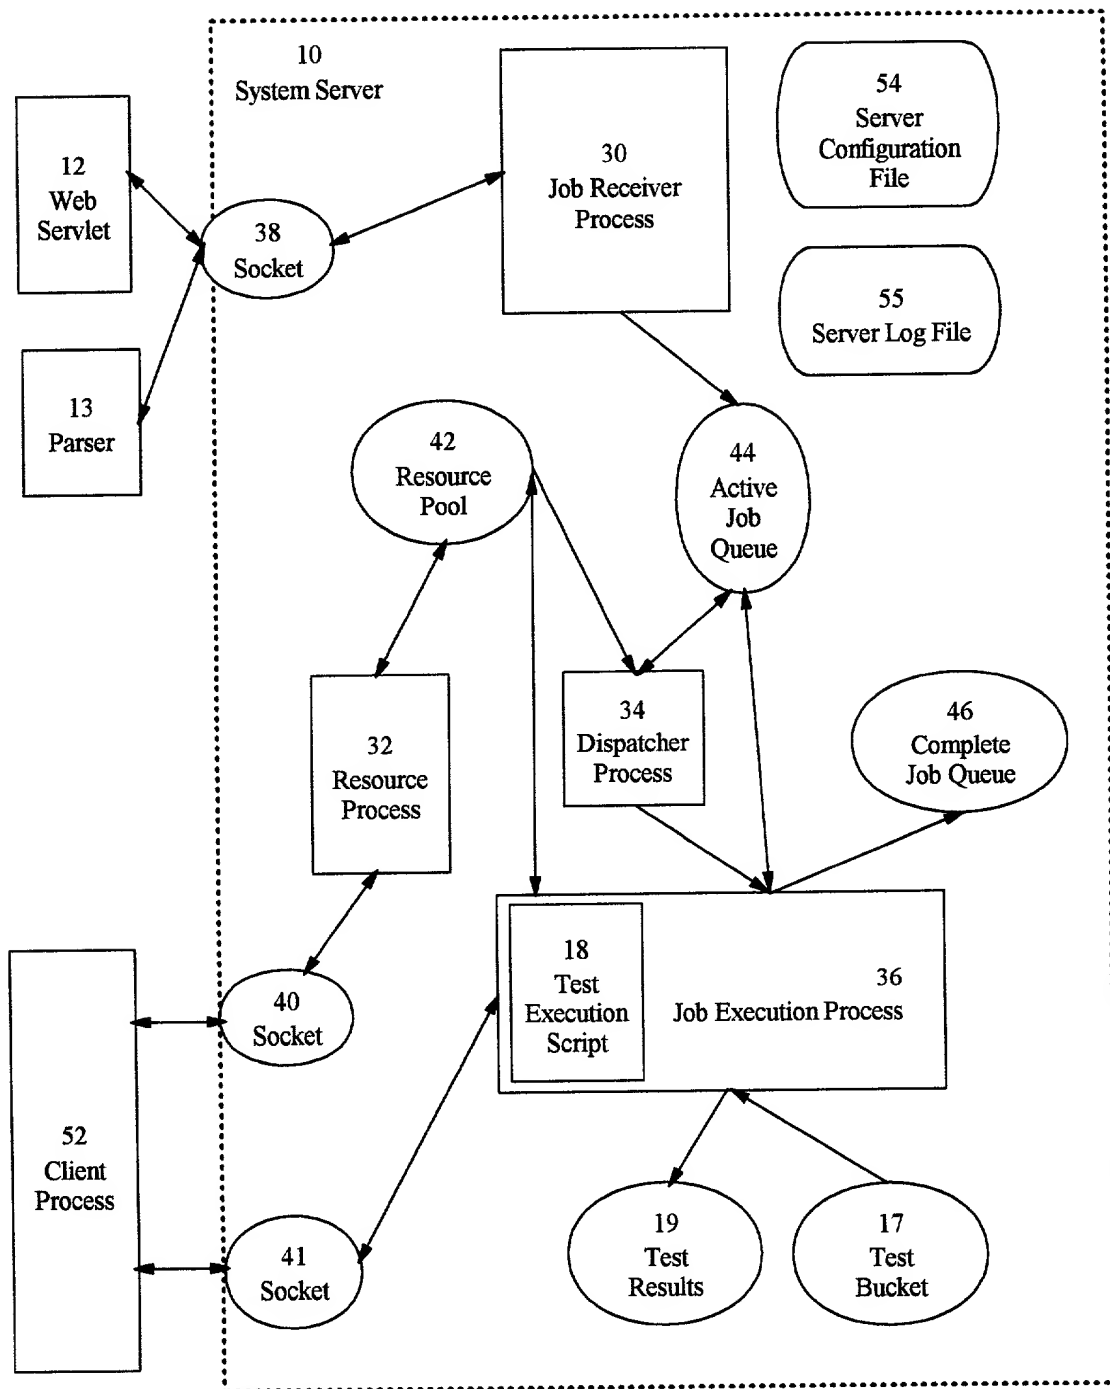 10
System Server
12
Web
Servlet
38
Socket
30
Job Receiver
Process
54
Server
Configuration
File
55
Server Log File
13
Parser
42
Resource
Pool
44
Active
Job
Queue
32
Resource
Process
34
Dispatcher
Process
46
Complete
Job Queue
18
Test
Execution
Script
36
Job Execution Process
40
Socket
52
Client
Process
41
Socket
19
Test
Results
17
Test
Bucket